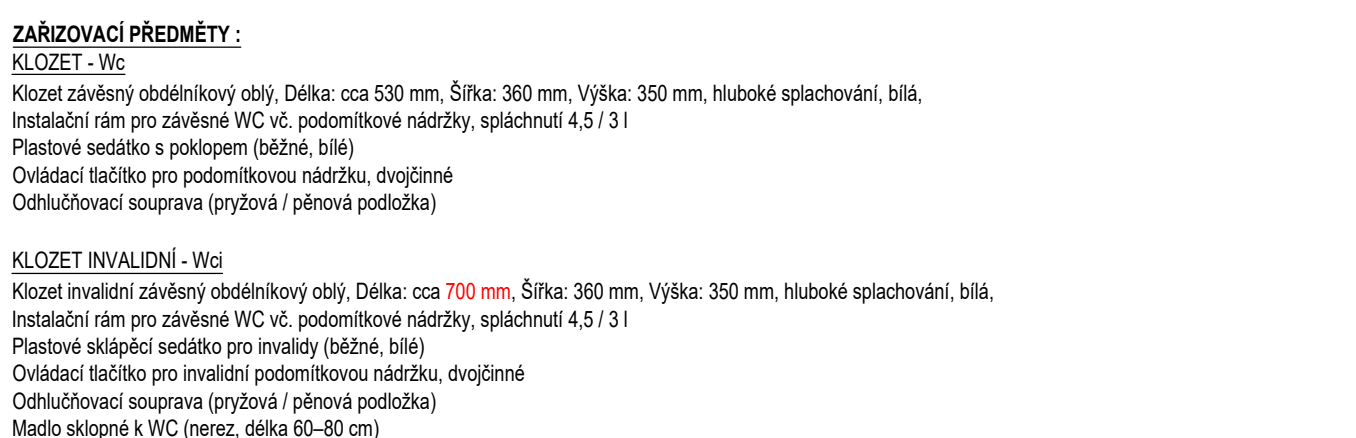 ZAŘIZOVACÍ PŘEDMĚTY :
KLOZET - Wc
Klozet závěsný obdélníkový oblý, Délka: cca 530 mm, Šířka: 360 mm, Výška: 350 mm, hluboké splachování, bílá,
Instalační rám pro závěsné WC vč. podomítkové nádržky, spláchnutí 4,5 / 3 l
Plastové sedátko s poklopem (běžné, bílé)
Ovládací tlačítko pro podomítkovou nádržku, dvojčinné
Odhlučňovací souprava (pryžová / pěnová podložka)
KLOZET INVALIDNÍ - Wci
Klozet invalidní závěsný obdélníkový oblý, Délka: cca 700 mm, Šířka: 360 mm, Výška: 350 mm, hluboké splachování, bílá,
Instalační rám pro závěsné WC vč. podomítkové nádržky, spláchnutí 4,5 / 3 l
Plastové sklápěcí sedátko pro invalidy (běžné, bílé)
Ovládací tlačítko pro invalidní podomítkovou nádržku, dvojčinné
Odhlučňovací souprava (pryžová / pěnová podložka)
Madlo sklopné k WC (nerez, délka 60–80 cm)